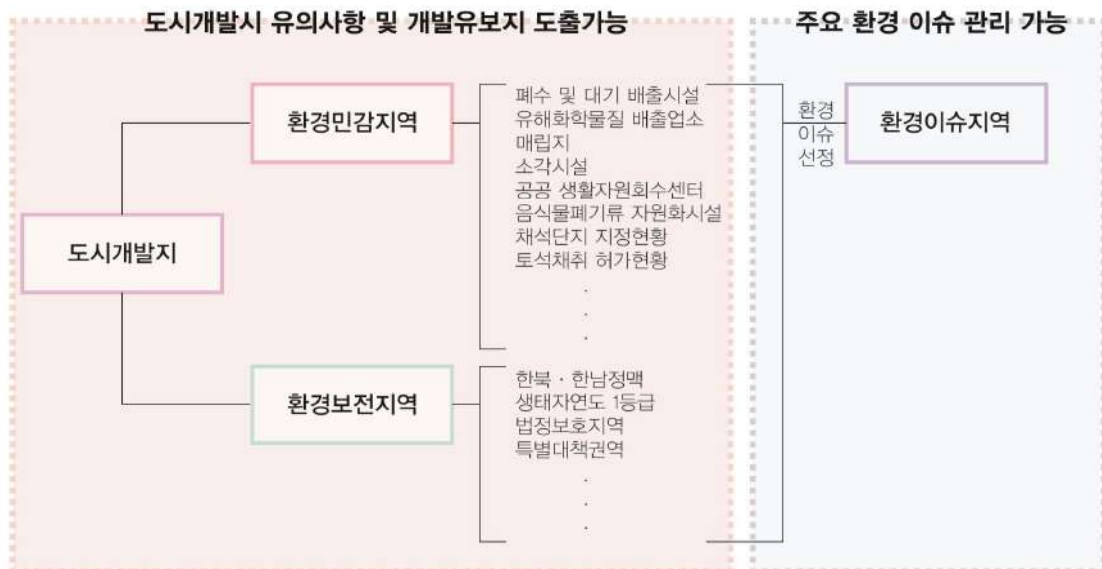 도시개발시 유의사항 및 개발유보지 도출가능
주요 환경 이슈 관리 가능
도시개발지
환경민감지역
폐수 및 대기 배출시설
유해화학물질 배출업소
매립지
소각시설
공공 생활자원회수센터
음식물폐기류 자원화시설
채석단지 지정현황
토석채취 허가현황
.
.
.
환경보전지역
한북 · 한남정맥
생태자연도 1등급
법정보호지역
특별대책권역
.
.
.
환경
이슈
선정
환경이슈지역